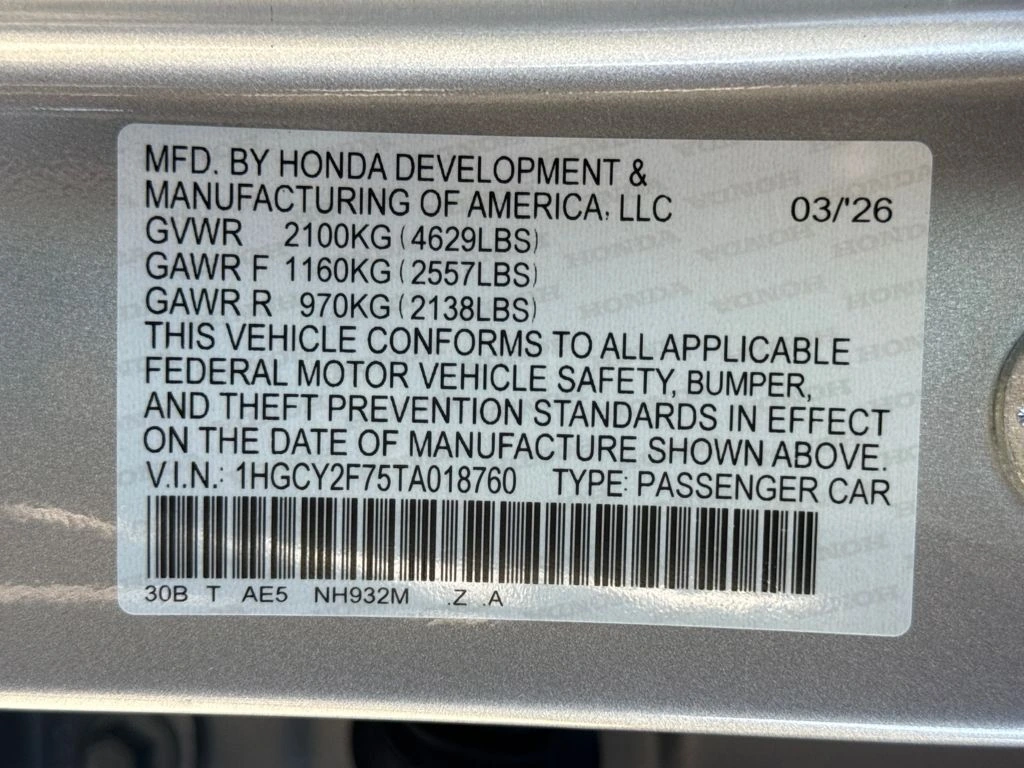 MFD. BY HONDA DEVELOPMENT &
MANUFACTURING OF AMERICA, LLC 03/'26
GVWR 2100KG (4629LBS)
GAWR F 1160KG (2557LBS)
GAWR R 970KG (2138LBS)
THIS VEHICLE CONFORMS TO ALL APPLICABLE
FEDERAL MOTOR VEHICLE SAFETY, BUMPER,
AND THEFT PREVENTION STANDARDS IN EFFECT
ON THE DATE OF MANUFACTURE SHOWN ABOVE.
V.I.N.: 1HGCY2F75TA018760 TYPE: PASSENGER CAR
30B T AE5 NH932M .Z .A